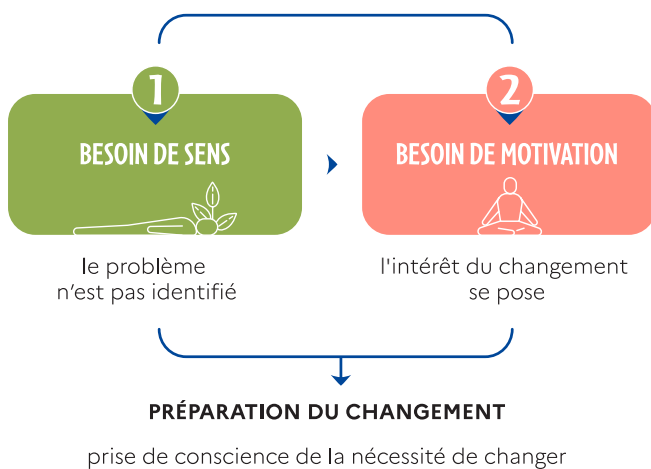 1
BESOIN DE SENS
le problème
n'est pas identifié
2
BESOIN DE MOTIVATION
l'intérêt du changement
se pose
PRÉPARATION DU CHANGEMENT
prise de conscience de la nécessité de changer